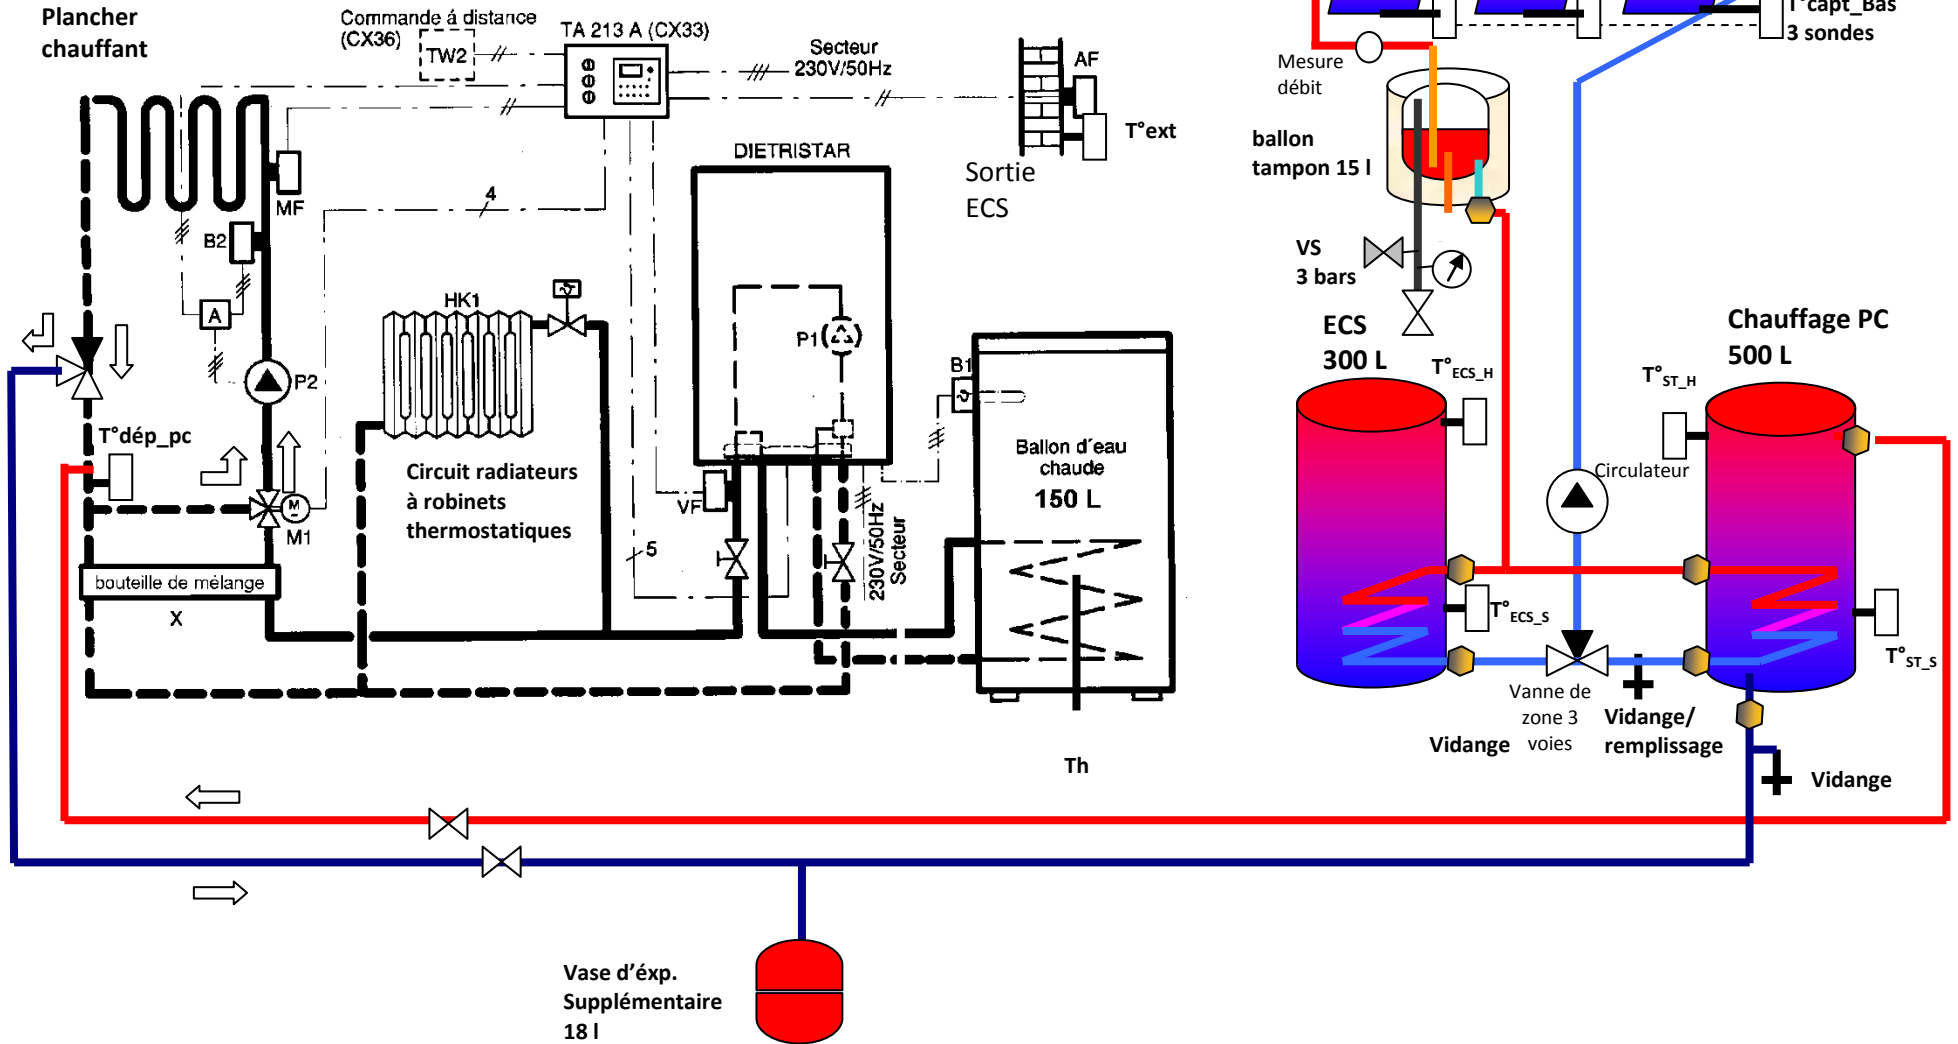 Plancher
chauffant
Commande á distance
(CX36)
TW2
TA 213 A (CX33)
Secteur
230V/50Hz
AF
T°ext
Sortie
ECS
T°capt_Bas
3 sondes
Mesure
débit
ballon
tampon 15 l
VS
3 bars
MF
B2
A
P2
4
DIETRISTAR
HK1
P1
B1
ECS
300 L
T°ECS_H
Chauffage PC
500 L
T°ST_H
T°dép_pc
M
M1
Circuit radiateurs
à robinets
thermostatiques
VF
5
230V/50Hz
Secteur
Ballon d'eau
chaude
150 L
Circulateur
bouteille de mélange
X
T°ECS_S
T°ST_S
Vanne de
zone 3
voies
Vidange
Vidange/
remplissage
Vidange
Th
Vase d'éxp.
Supplémentaire
18 l